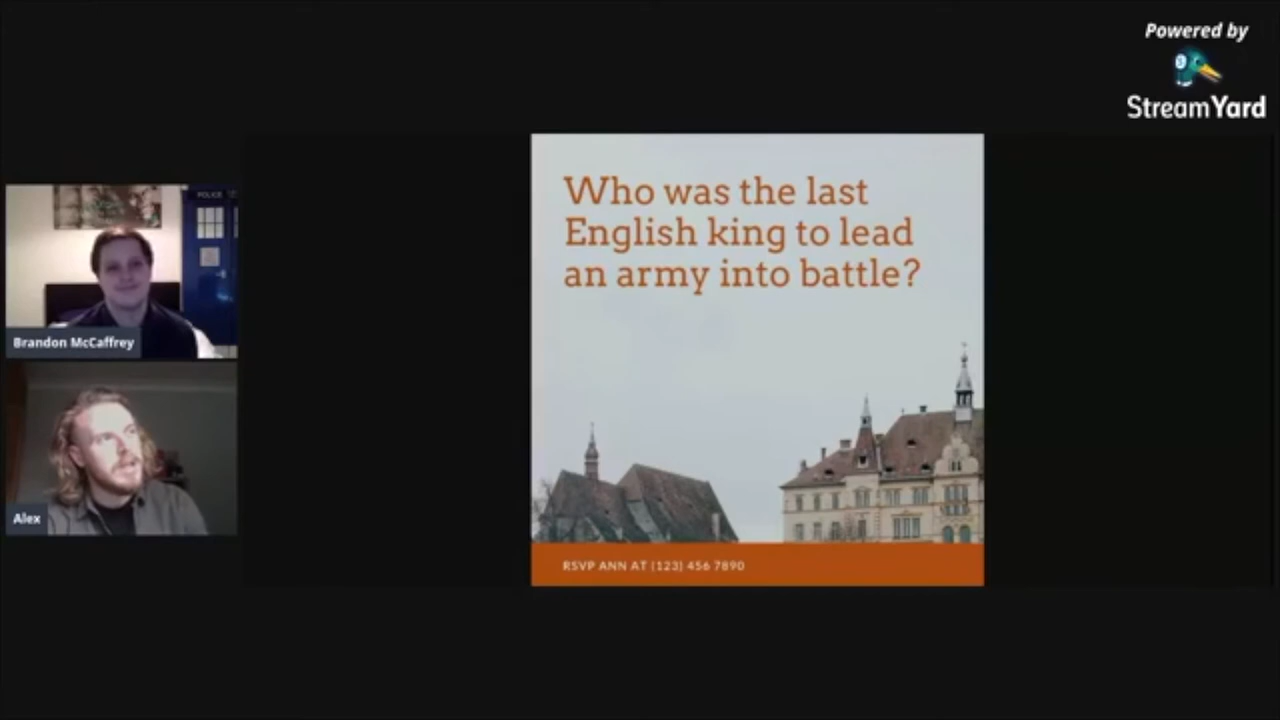 Powered by
StreamYard
Who was the last
English king to lead
an army into battle?
POLICE
Brandon McCaffrey
Alex
RSVP ANN AT (123) 456 7890